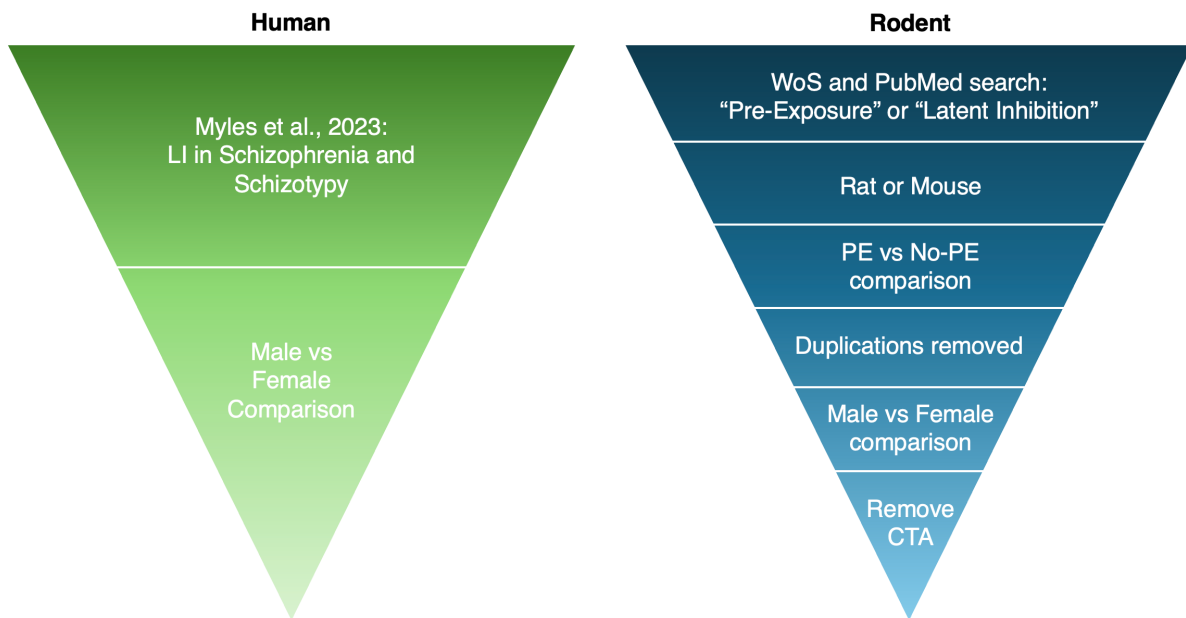 Human
Myles et al., 2023:
LI in Schizophrenia and
Schizotypy
Male vs
Female
Comparison
Rodent
WoS and PubMed search:
“Pre-Exposure” or “Latent Inhibition”
Rat or Mouse
PE vs No-PE
comparison
Duplications removed
Male vs Female
comparison
Remove
CTA